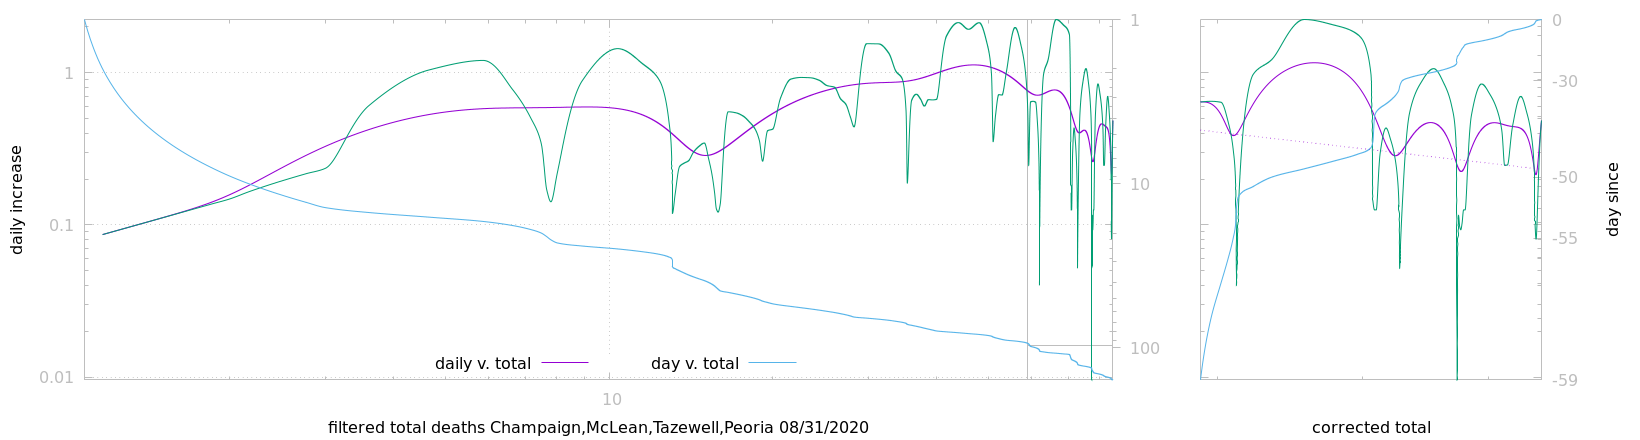 daily increase
1
0.1
0.01
10
1
10
100
daily v. total
day v. total
filtered total deaths Champaign,McLean,Tazewell,Peoria 08/31/2020
0
-30
-50
-55
-59
day since
corrected total